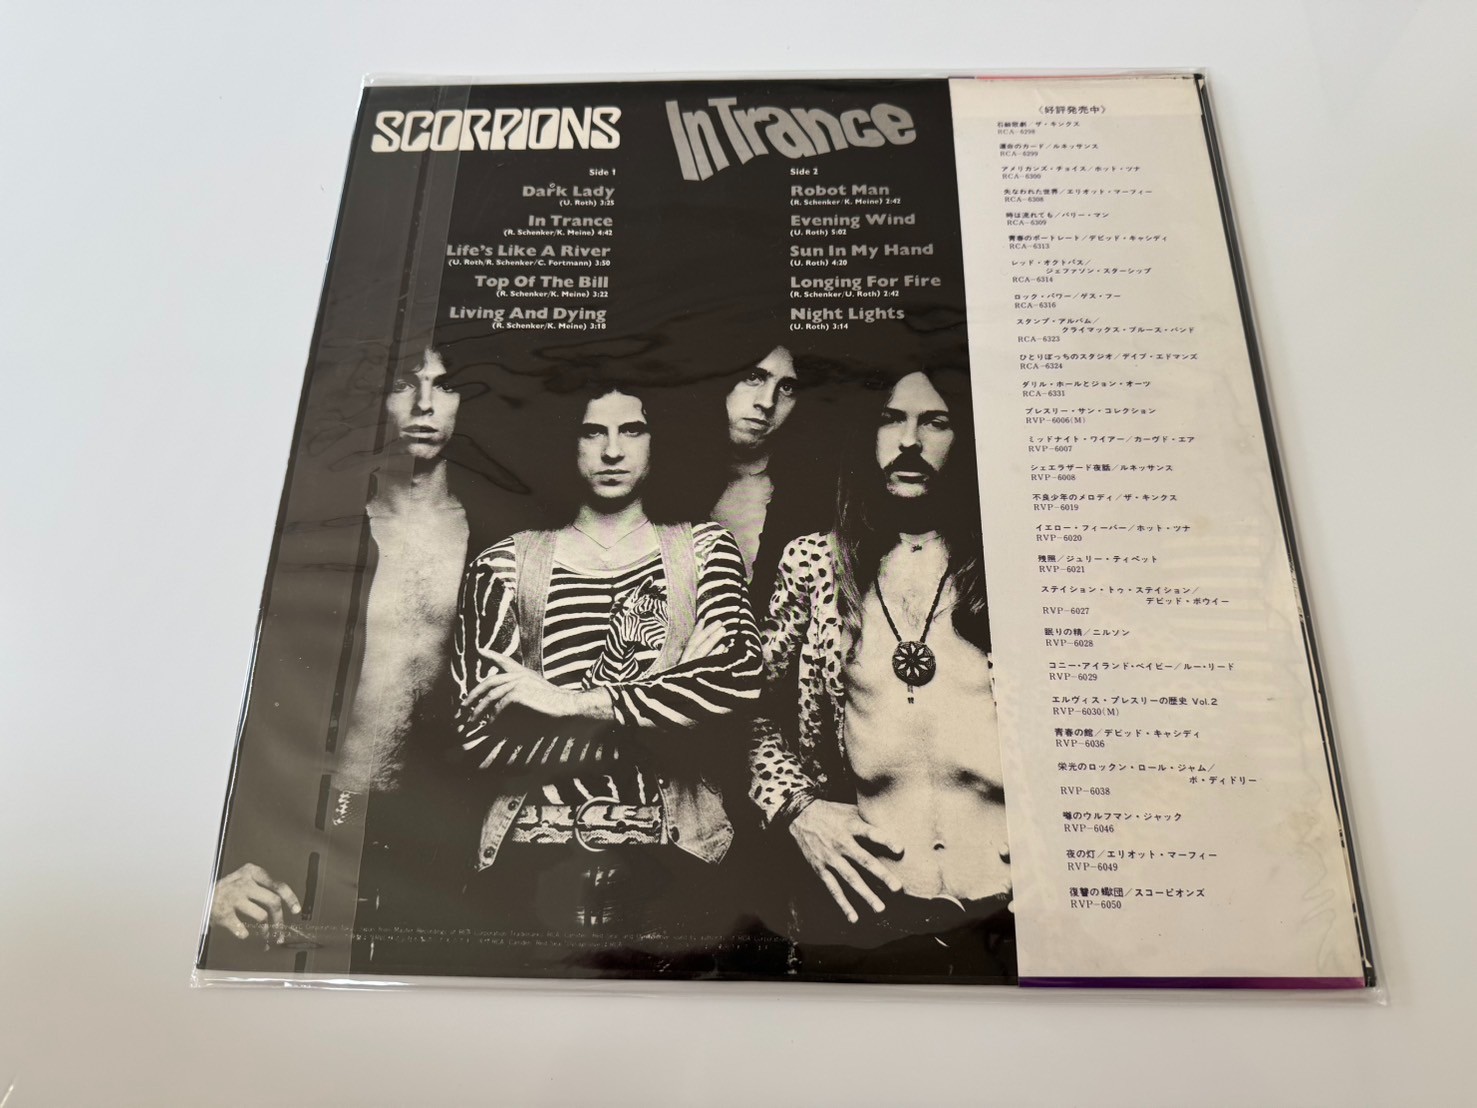 SCORPIONS
In Trance
Side 1
Dark Lady
(U. Roth) 3:25
In Trance
(R. Schenker/K. Meine) 4:42
Life's Like A River
(U. Roth/R. Schenker/C. Fortmann) 3:50
Top Of The Bill
(R. Schenker/K. Meine) 3:22
Living And Dying
(R. Schenker/K. Meine) 3:18
Side 2
Robot Man
(R. Schenker/K. Meine) 2:42
Evening Wind
(U. Roth) 5:02
Sun In My Hand
(U. Roth) 4:20
Longing For Fire
(R. Schenker/U. Roth) 2:42
Night Lights
(U. Roth) 3:14
〈好評発売中〉
石鹸歌劇/ザ・キンクス
RCA-6298
運命のカード/ルネッサンス
RCA-6299
アメリカンズ・チョイス/ホット・ツナ
RCA-6300
失なわれた世界/エリオット・マーフィー
RCA-6308
時は流れても/バリー・マン
RCA-6309
青春のポートレート/デビッド・キャシディ
RCA-6313
レッド・オクトパス/
ジェファソン・スターシップ
RCA-6314
ロック・パワー/ゲス・フー
RCA-6316
スタンプ・アルバム/
クライマックス・ブルース・バンド
RCA-6323
ひとりぼっちのスタジオ/デイブ・エドマンズ
RCA-6324
ダリル・ホールとジョン・オーツ
RCA-6331
プレスリー・サン・コレクション
RVP-6006(M)
ミッドナイト・ワイアー/カーヴド・エア
RVP-6007
シェエラザード夜話/ルネッサンス
RVP-6008
不良少年のメロディ/ザ・キンクス
RVP-6019
イエロー・フィーバー/ホット・ツナ
RVP-6020
残照/ジュリー・ティペット
RVP-6021
ステイション・トゥ・ステイション/
デビッド・ボウイー
RVP-6027
眠りの精/ニルソン
RVP-6028
コニー・アイランド・ベイビー/ルー・リード
RVP-6029
エルヴィス・プレスリーの歴史 Vol.2
RVP-6030(M)
青春の館/デビッド・キャシディ
RVP-6036
栄光のロックン・ロール・ジャム/
ボ・ディドリー
RVP-6038
噂のウルフマン・ジャック
RVP-6046
夜の灯/エリオット・マーフィー
RVP-6049
復讐の蠍団/スコーピオンズ
RVP-6050